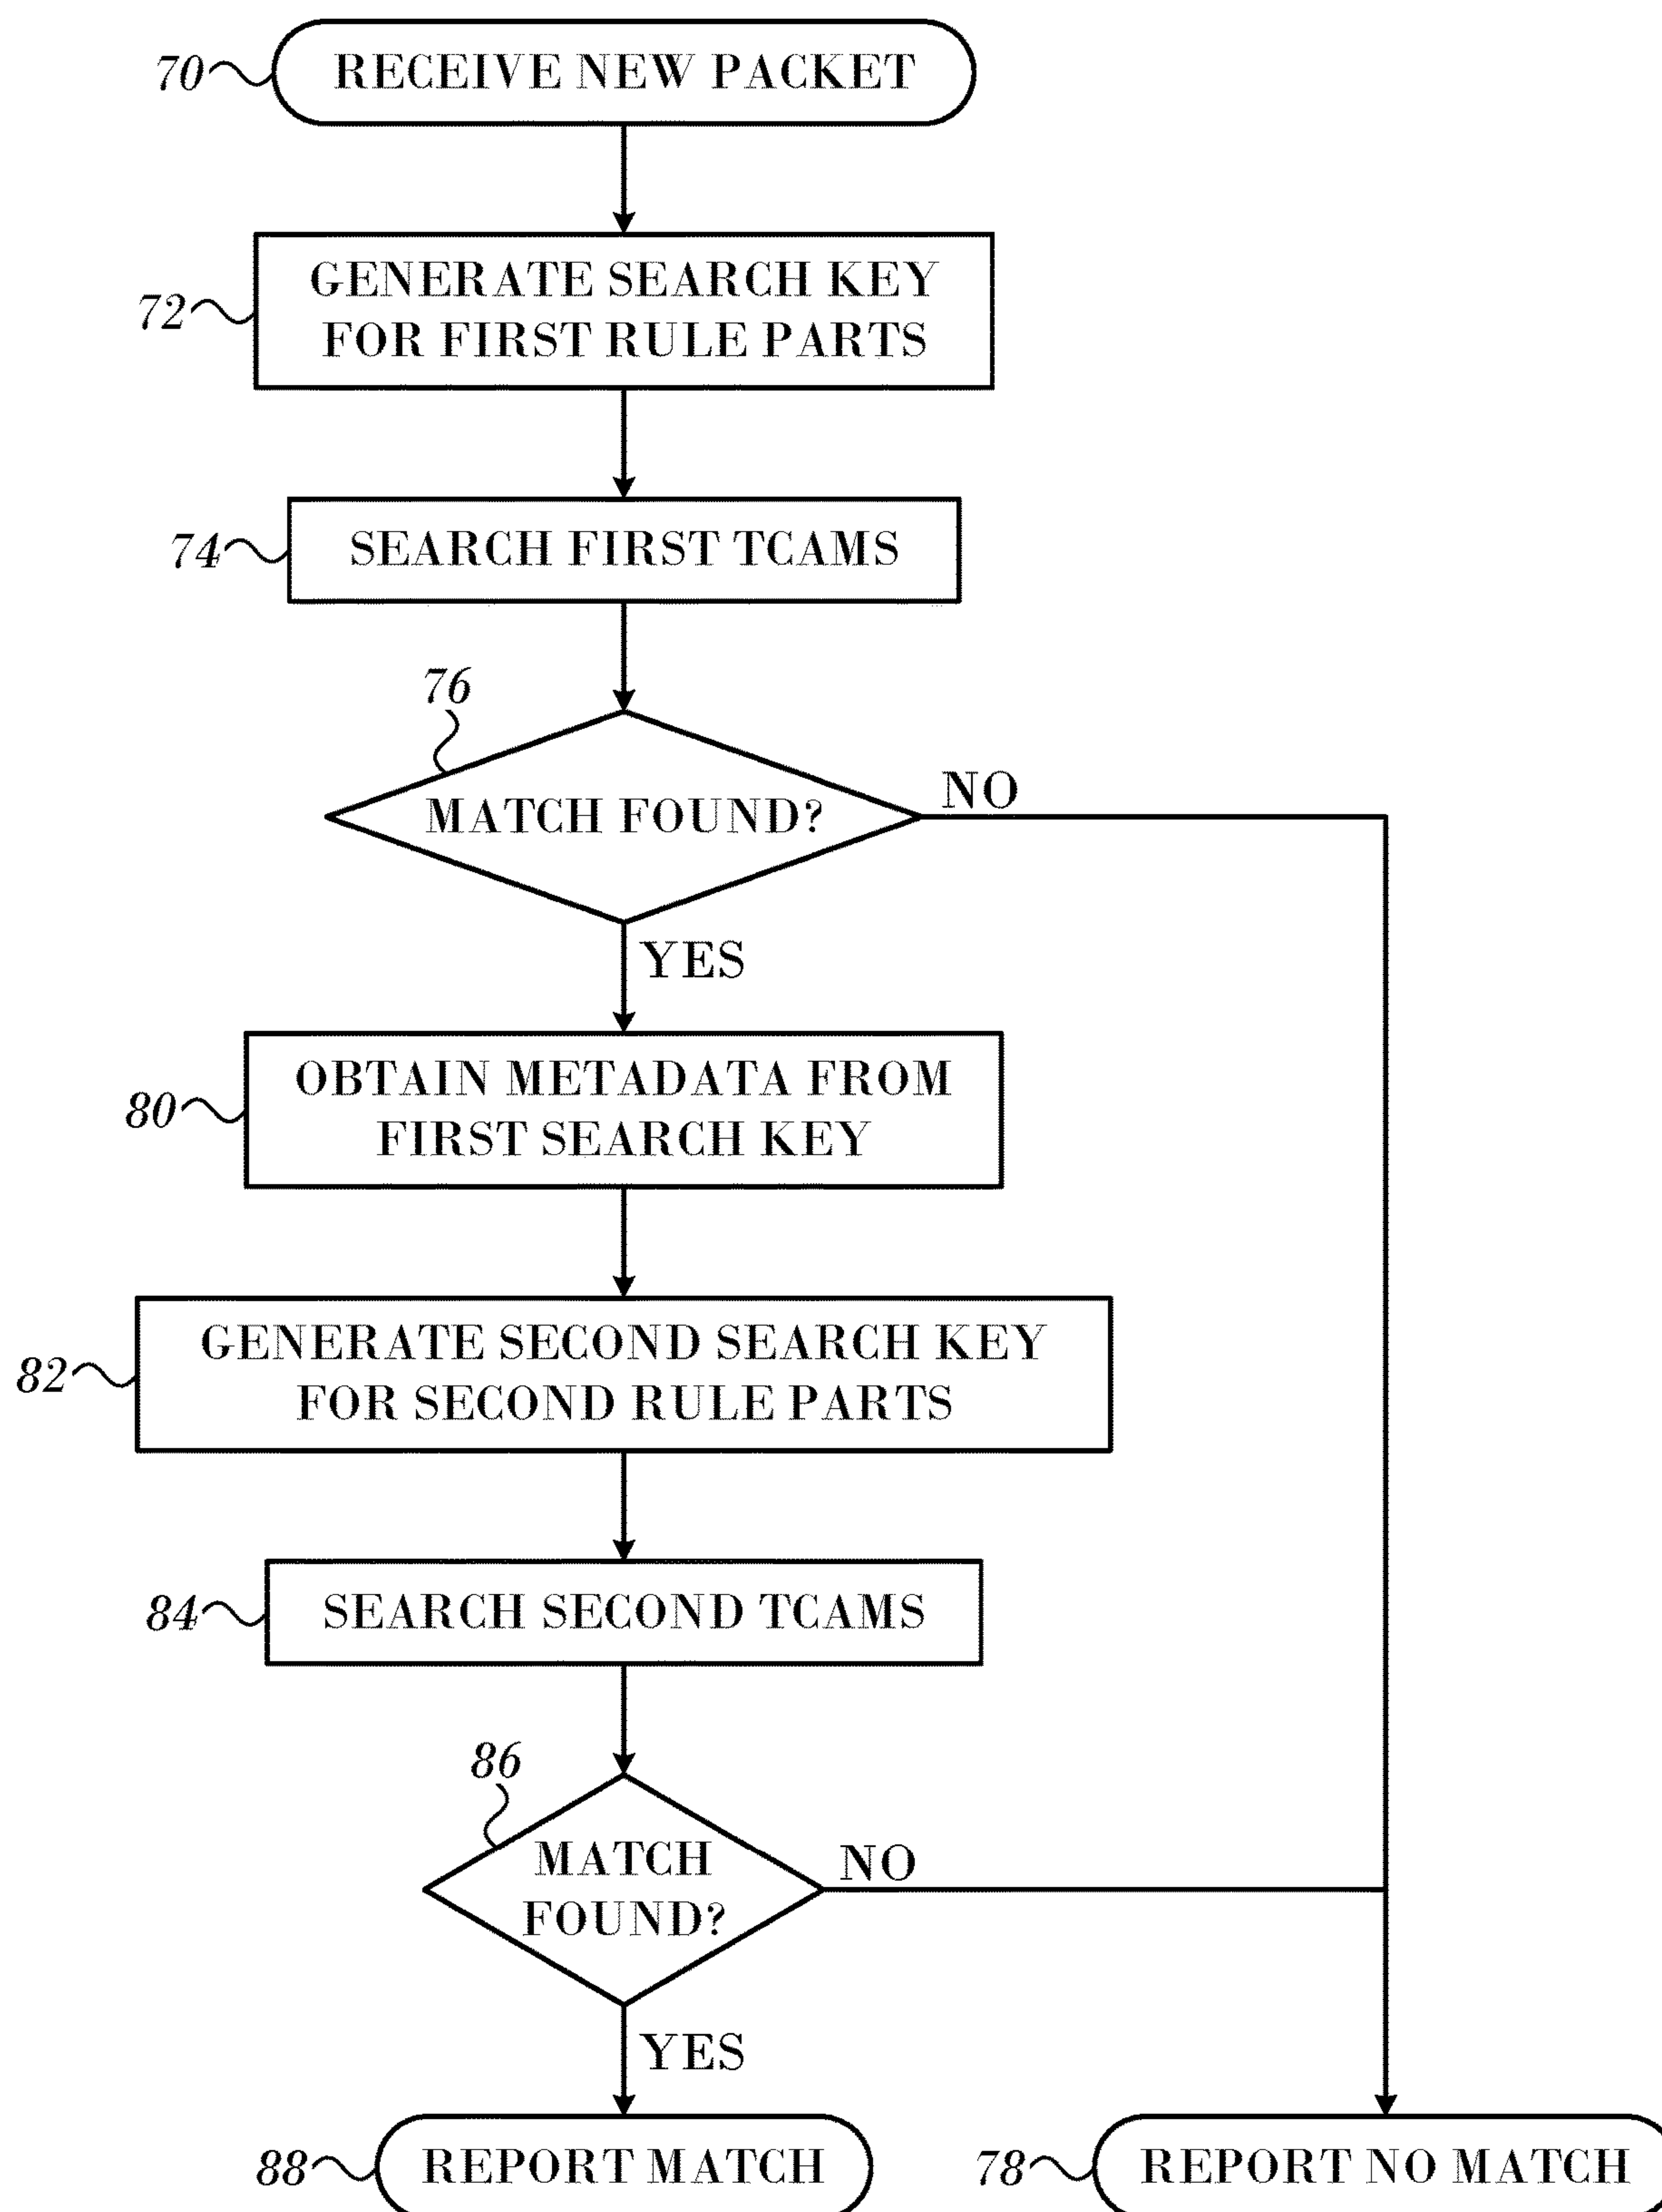 70
RECEIVE NEW PACKET
72
GENERATE SEARCH KEY
FOR FIRST RULE PARTS
74
SEARCH FIRST TCAMS
76
MATCH FOUND?
NO
YES
80
OBTAIN METADATA FROM
FIRST SEARCH KEY
82
GENERATE SECOND SEARCH KEY
FOR SECOND RULE PARTS
84
SEARCH SECOND TCAMS
86
MATCH
FOUND?
NO
YES
88
REPORT MATCH
78
REPORT NO MATCH